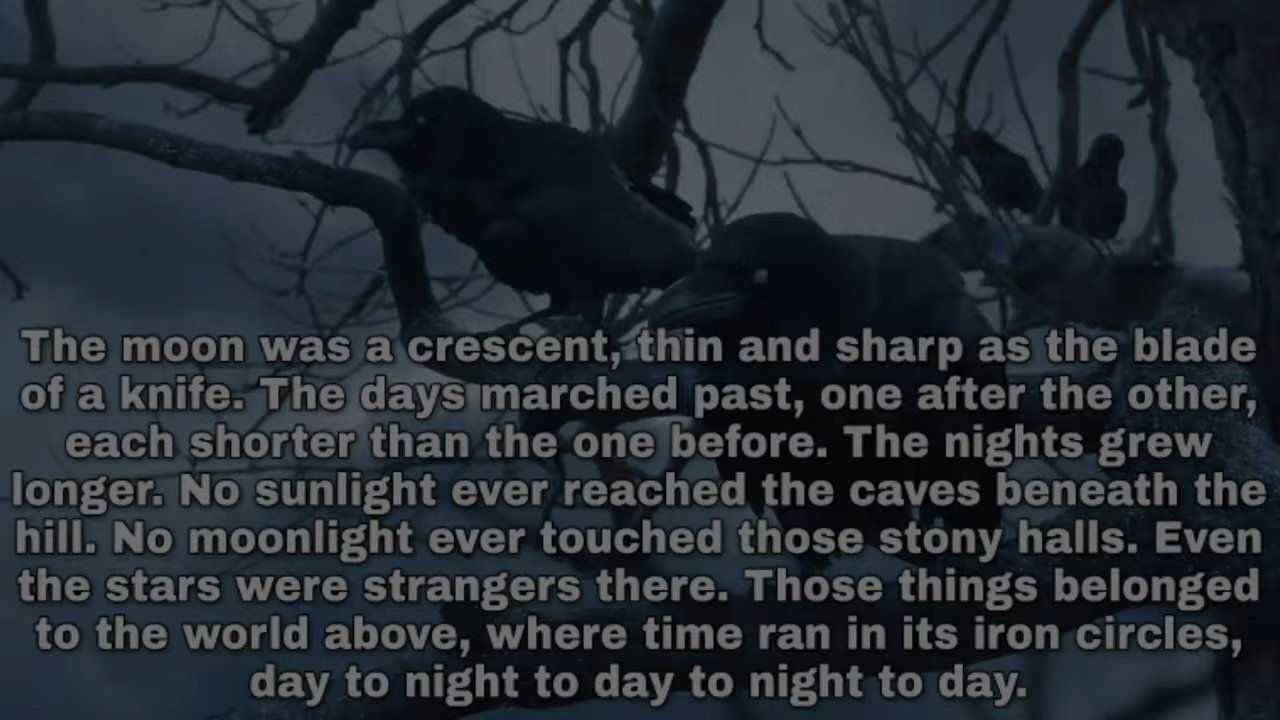 The moon was a crescent, thin and sharp as the blade
of a knife. The days marched past, one after the other,
each shorter than the one before. The nights grew
longer. No sunlight ever reached the caves beneath the
hill. No moonlight ever touched those stony halls. Even
the stars were strangers there. Those things belonged
to the world above, where time ran in its iron circles,
day to night to day to night to day.